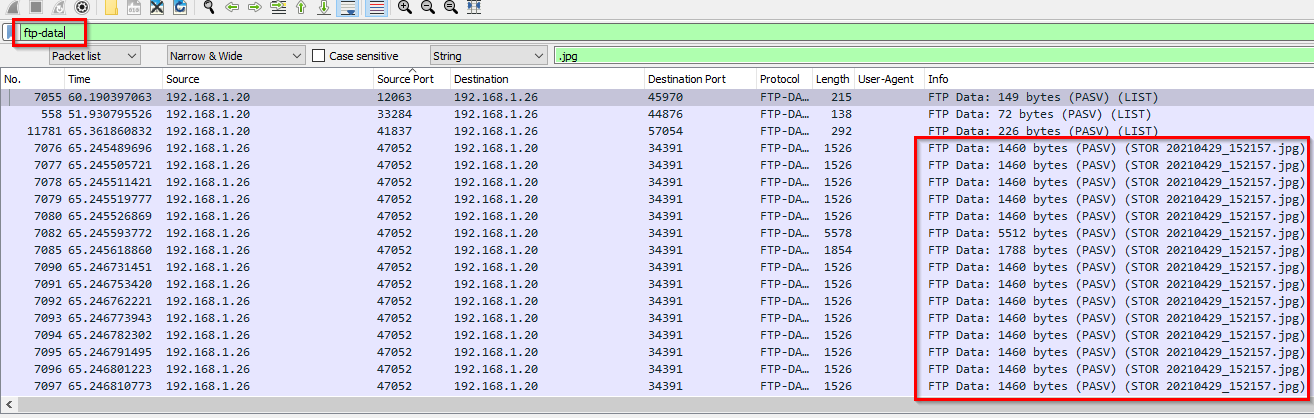 ftp-data
Packet list Narrow & Wide Case sensitive String .jpg
No. Time Source Source Port Destination Destination Port Protocol Length User-Agent Info
7055 60.190397063 192.168.1.20 12063 192.168.1.26 45970 FTP-DA… 215 FTP Data: 149 bytes (PASV) (LIST)
558 51.930795526 192.168.1.20 33284 192.168.1.26 44876 FTP-DA… 138 FTP Data: 72 bytes (PASV) (LIST)
11781 65.361860832 192.168.1.20 41837 192.168.1.26 57054 FTP-DA… 292 FTP Data: 226 bytes (PASV) (LIST)
7076 65.245489696 192.168.1.26 47052 192.168.1.20 34391 FTP-DA… 1526 FTP Data: 1460 bytes (PASV) (STOR 20210429_152157.jpg)
7077 65.245505721 192.168.1.26 47052 192.168.1.20 34391 FTP-DA… 1526 FTP Data: 1460 bytes (PASV) (STOR 20210429_152157.jpg)
7078 65.245511421 192.168.1.26 47052 192.168.1.20 34391 FTP-DA… 1526 FTP Data: 1460 bytes (PASV) (STOR 20210429_152157.jpg)
7079 65.245519777 192.168.1.26 47052 192.168.1.20 34391 FTP-DA… 1526 FTP Data: 1460 bytes (PASV) (STOR 20210429_152157.jpg)
7080 65.245526869 192.168.1.26 47052 192.168.1.20 34391 FTP-DA… 1526 FTP Data: 1460 bytes (PASV) (STOR 20210429_152157.jpg)
7082 65.245593772 192.168.1.26 47052 192.168.1.20 34391 FTP-DA… 5578 FTP Data: 5512 bytes (PASV) (STOR 20210429_152157.jpg)
7085 65.245618860 192.168.1.26 47052 192.168.1.20 34391 FTP-DA… 1854 FTP Data: 1788 bytes (PASV) (STOR 20210429_152157.jpg)
7090 65.246731451 192.168.1.26 47052 192.168.1.20 34391 FTP-DA… 1526 FTP Data: 1460 bytes (PASV) (STOR 20210429_152157.jpg)
7091 65.246753420 192.168.1.26 47052 192.168.1.20 34391 FTP-DA… 1526 FTP Data: 1460 bytes (PASV) (STOR 20210429_152157.jpg)
7092 65.246762221 192.168.1.26 47052 192.168.1.20 34391 FTP-DA… 1526 FTP Data: 1460 bytes (PASV) (STOR 20210429_152157.jpg)
7093 65.246773943 192.168.1.26 47052 192.168.1.20 34391 FTP-DA… 1526 FTP Data: 1460 bytes (PASV) (STOR 20210429_152157.jpg)
7094 65.246782302 192.168.1.26 47052 192.168.1.20 34391 FTP-DA… 1526 FTP Data: 1460 bytes (PASV) (STOR 20210429_152157.jpg)
7095 65.246791495 192.168.1.26 47052 192.168.1.20 34391 FTP-DA… 1526 FTP Data: 1460 bytes (PASV) (STOR 20210429_152157.jpg)
7096 65.246801223 192.168.1.26 47052 192.168.1.20 34391 FTP-DA… 1526 FTP Data: 1460 bytes (PASV) (STOR 20210429_152157.jpg)
7097 65.246810773 192.168.1.26 47052 192.168.1.20 34391 FTP-DA… 1526 FTP Data: 1460 bytes (PASV) (STOR 20210429_152157.jpg)